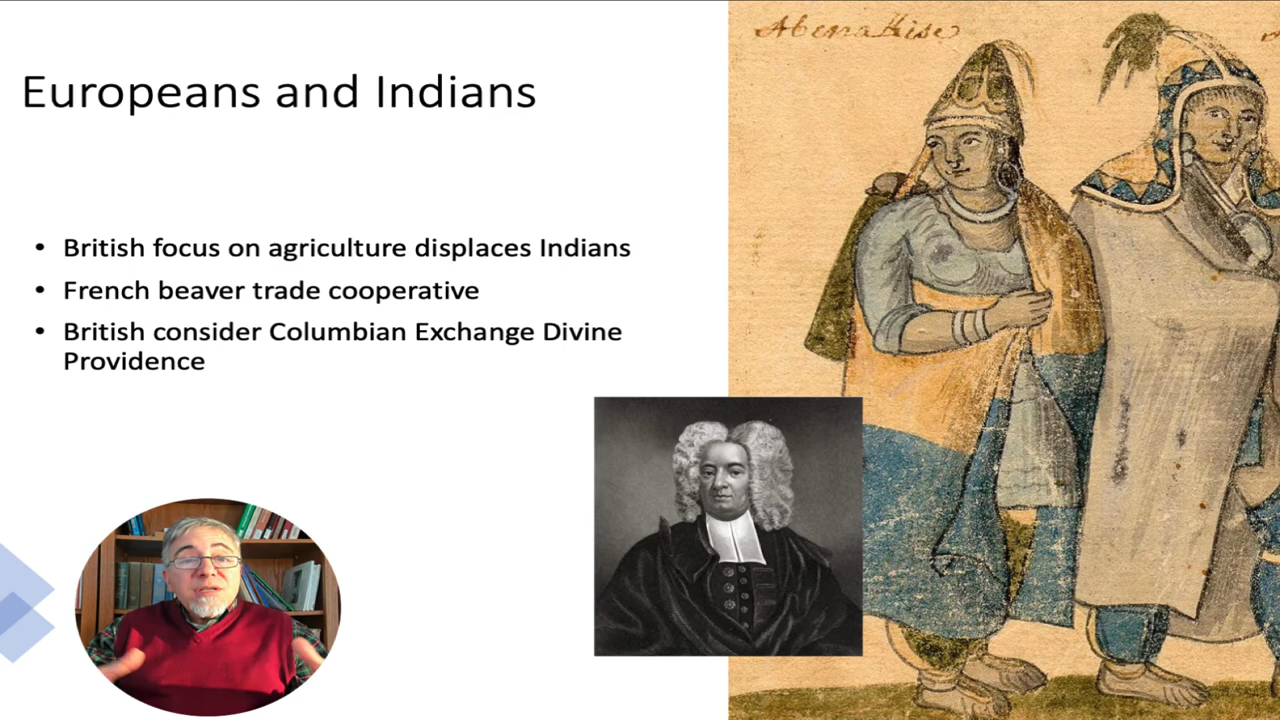 Abenakise
Europeans and Indians
• British focus on agriculture displaces Indians
• French beaver trade cooperative
• British consider Columbian Exchange Divine
Providence